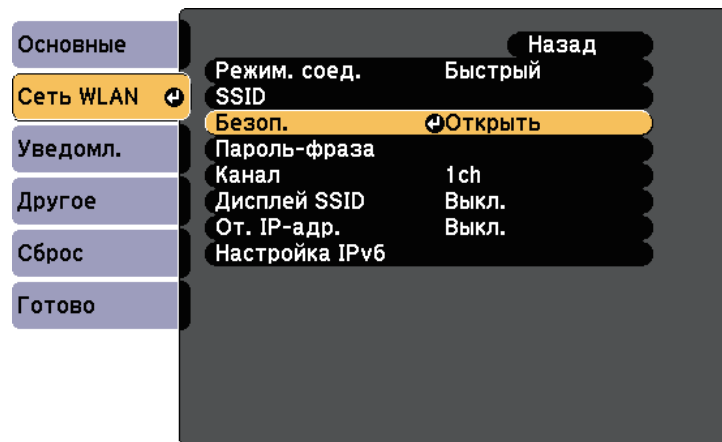 Основные
Сеть WLAN
Уведомл.
Другое
Сброс
Готово
Назад
Режим. соед. Быстрый
SSID
Безоп. Открыть
Пароль-фраза
Канал 1ch
Дисплей SSID Выкл.
От. IP-адр. Выкл.
Настройка IPv6